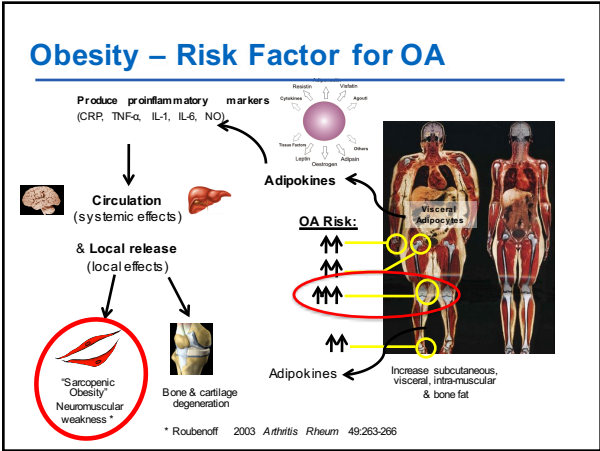 Obesity – Risk Factor for OA
Produce proinflammatory markers
(CRP, TNF-α, IL-1, IL-6, NO)
Adiponectin
Resistin
Visfatin
Cytokines
Agouti
Tissue Factors
Others
Leptin
Adipsin
Oestrogen
Adipokines
Visceral
Adipocytes
Circulation
(systemic effects)
OA Risk:
& Local release
(local effects)
Adipokines
Increase subcutaneous,
visceral, intra-muscular
& bone fat
"Sarcopenic
Obesity"
Neuromuscular
weakness *
Bone & cartilage
degeneration
* Roubenoff 2003 Arthritis Rheum 49:263-266